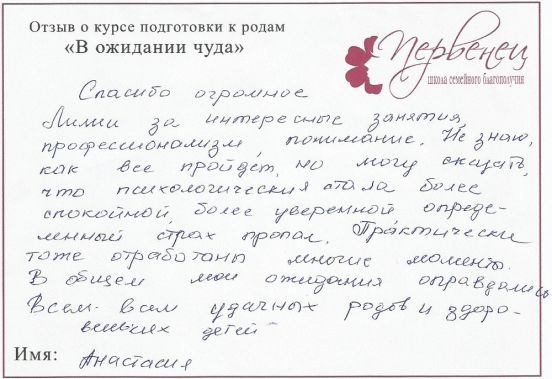 Отзыв о курсе подготовки к родам
«В ожидании чуда»
Первенец
школа семейного благополучия
Спасибо огромное
Лилии за интересные занятия,
профессионализм, понимание. Не знаю,
как все пройдет, но могу сказать,
что психологически стала более
спокойной, более уверенной опреде-
ленный страх пропал. Практически
тоже отработаны многие моменты.
В общем мои ожидания оправдались
Всем-всем удачных родов и здоро-
веньких детей
Имя: Анастасия